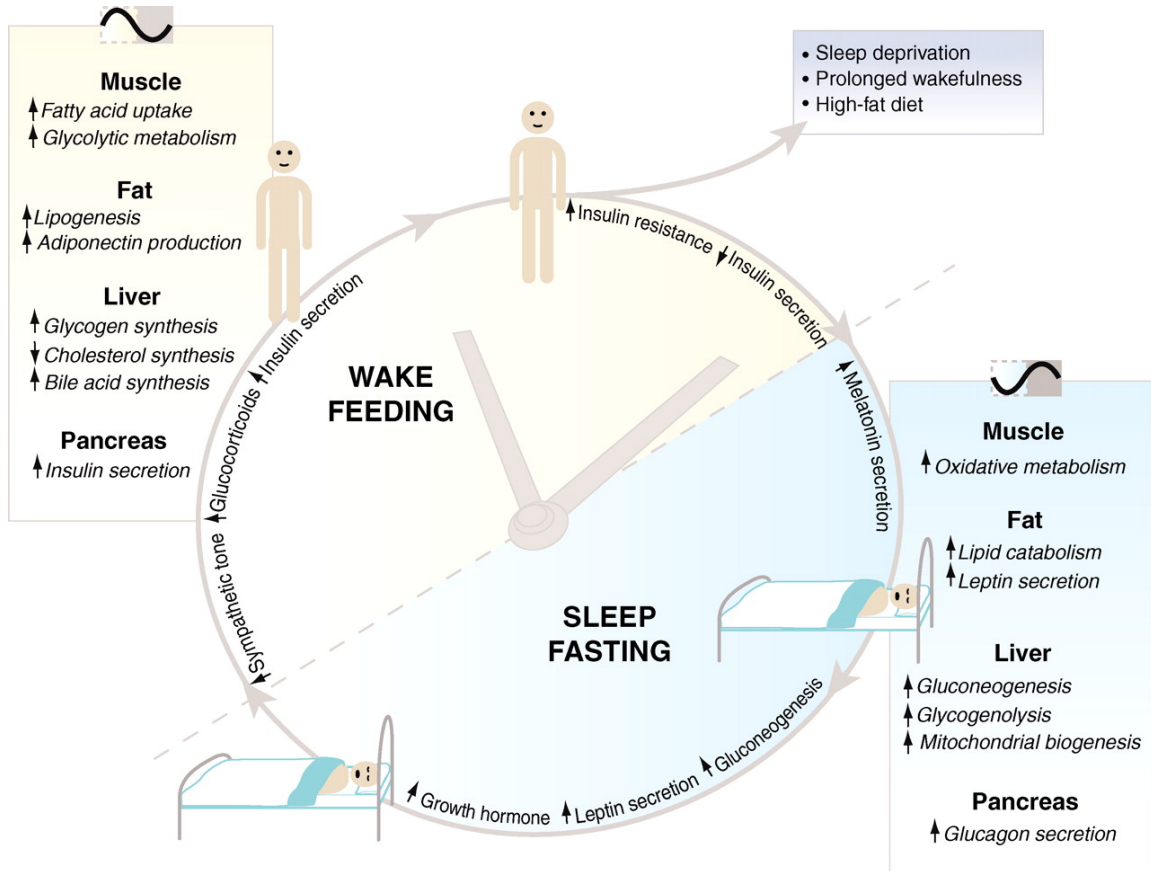 Muscle
↑ Fatty acid uptake
↑ Glycolytic metabolism
Fat
↑ Lipogenesis
↑ Adiponectin production
Liver
↑ Glycogen synthesis
↓ Cholesterol synthesis
↑ Bile acid synthesis
Pancreas
↑ Insulin secretion
• Sleep deprivation
• Prolonged wakefulness
• High-fat diet
↑ Insulin resistance
↓ Insulin secretion
↑ Melatonin secretion
↑ Gluconeogenesis
↑ Leptin secretion
↑ Growth hormone
↓ Sympathetic tone
↑ Glucocorticoids
↑ Insulin secretion
WAKE
FEEDING
SLEEP
FASTING
Muscle
↑ Oxidative metabolism
Fat
↑ Lipid catabolism
↑ Leptin secretion
Liver
↑ Gluconeogenesis
↑ Glycogenolysis
↑ Mitochondrial biogenesis
Pancreas
↑ Glucagon secretion